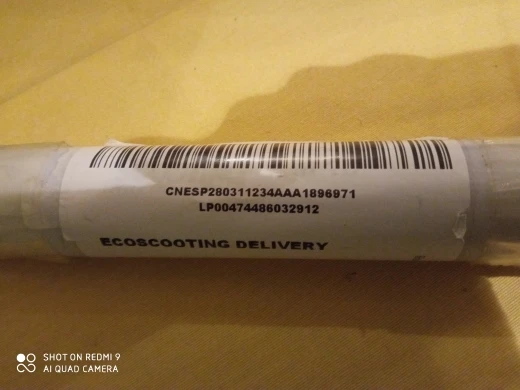 CNESP280311234AAA1896971
LP00474486032912
ECOSCOOTING DELIVERY
SHOT ON REDMI 9
AI QUAD CAMERA